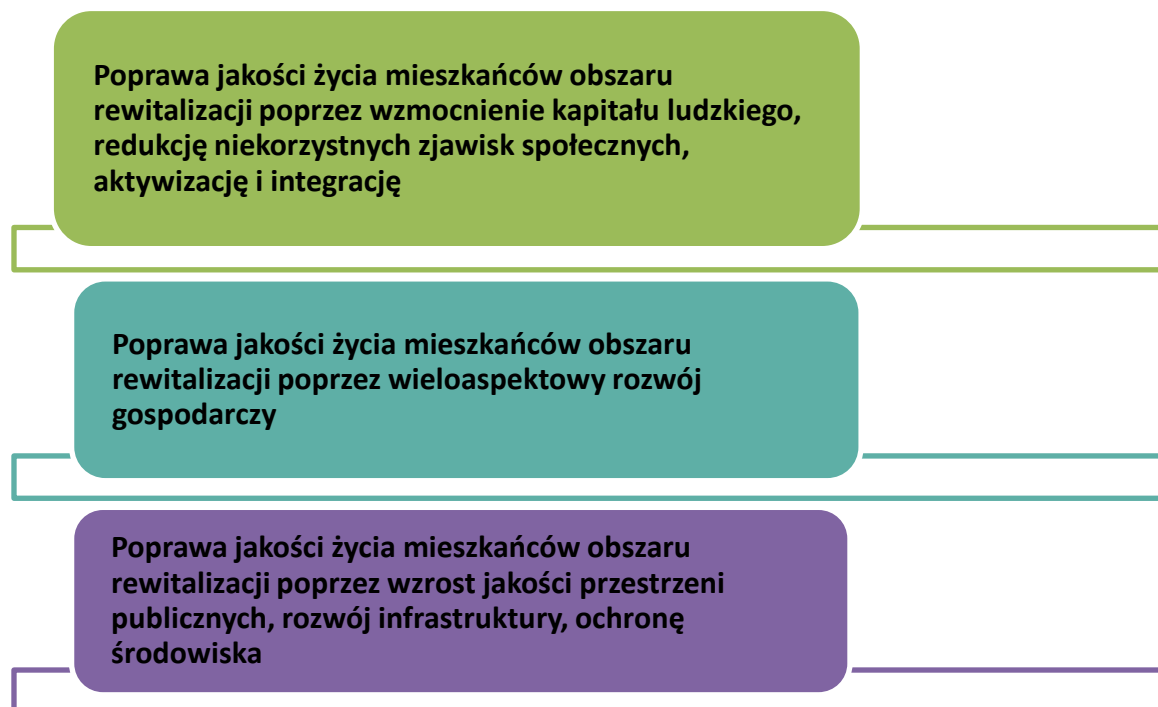 Poprawa jakości życia mieszkańców obszaru
rewitalizacji poprzez wzmocnienie kapitału ludzkiego,
redukcję niekorzystnych zjawisk społecznych,
aktywizację i integrację
Poprawa jakości życia mieszkańców obszaru
rewitalizacji poprzez wieloaspektowy rozwój
gospodarczy
Poprawa jakości życia mieszkańców obszaru
rewitalizacji poprzez wzrost jakości przestrzeni
publicznych, rozwój infrastruktury, ochronę
środowiska